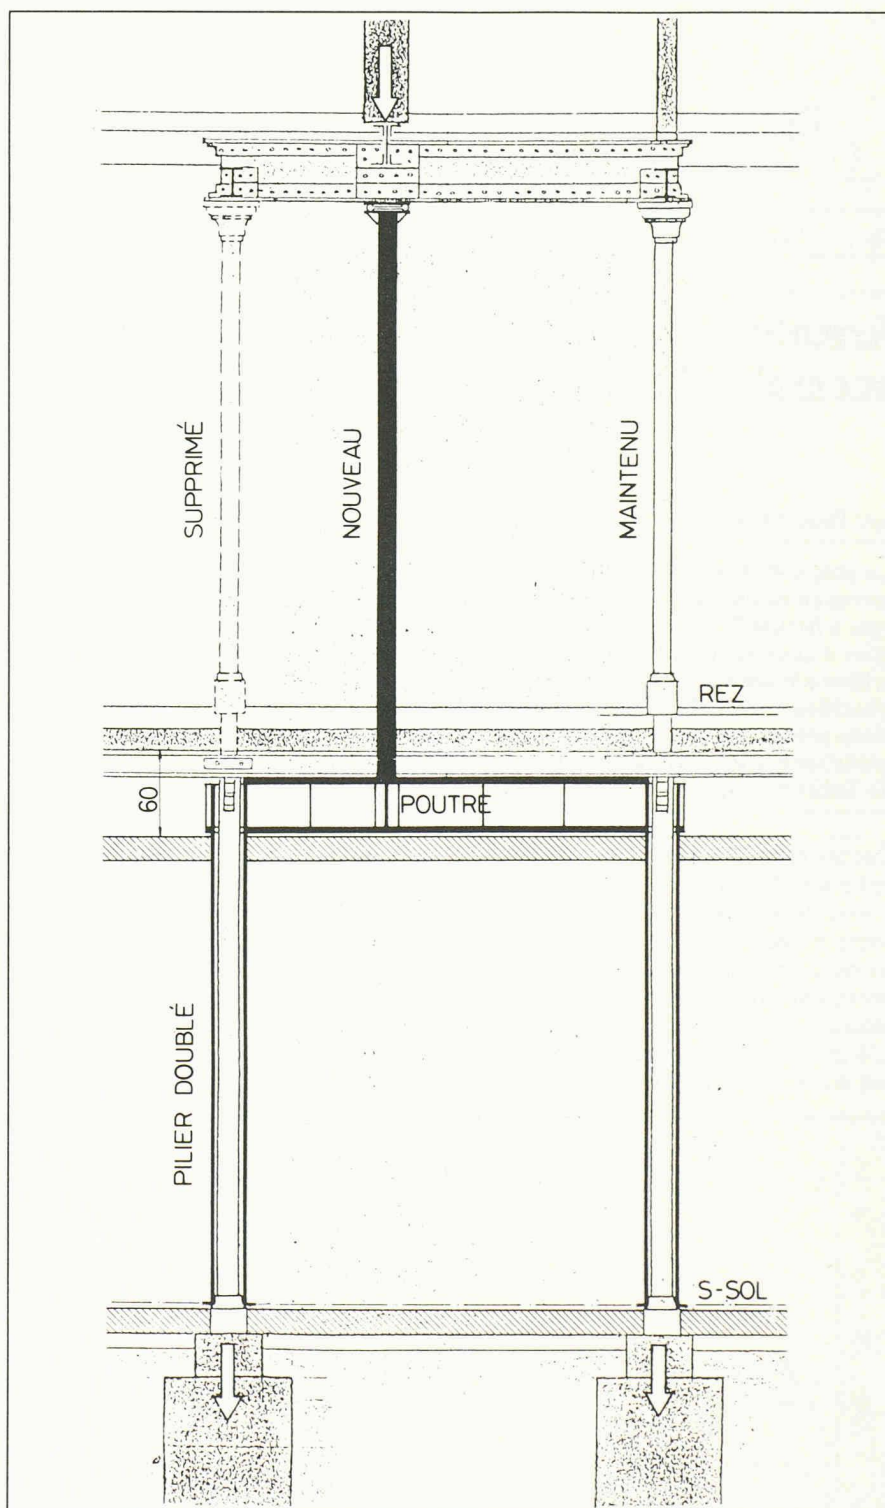 SUPPRIMÉ
NOUVEAU
MAINTENU
REZ
60
POUTRE
PILIER DOUBLÉ
S-SOL